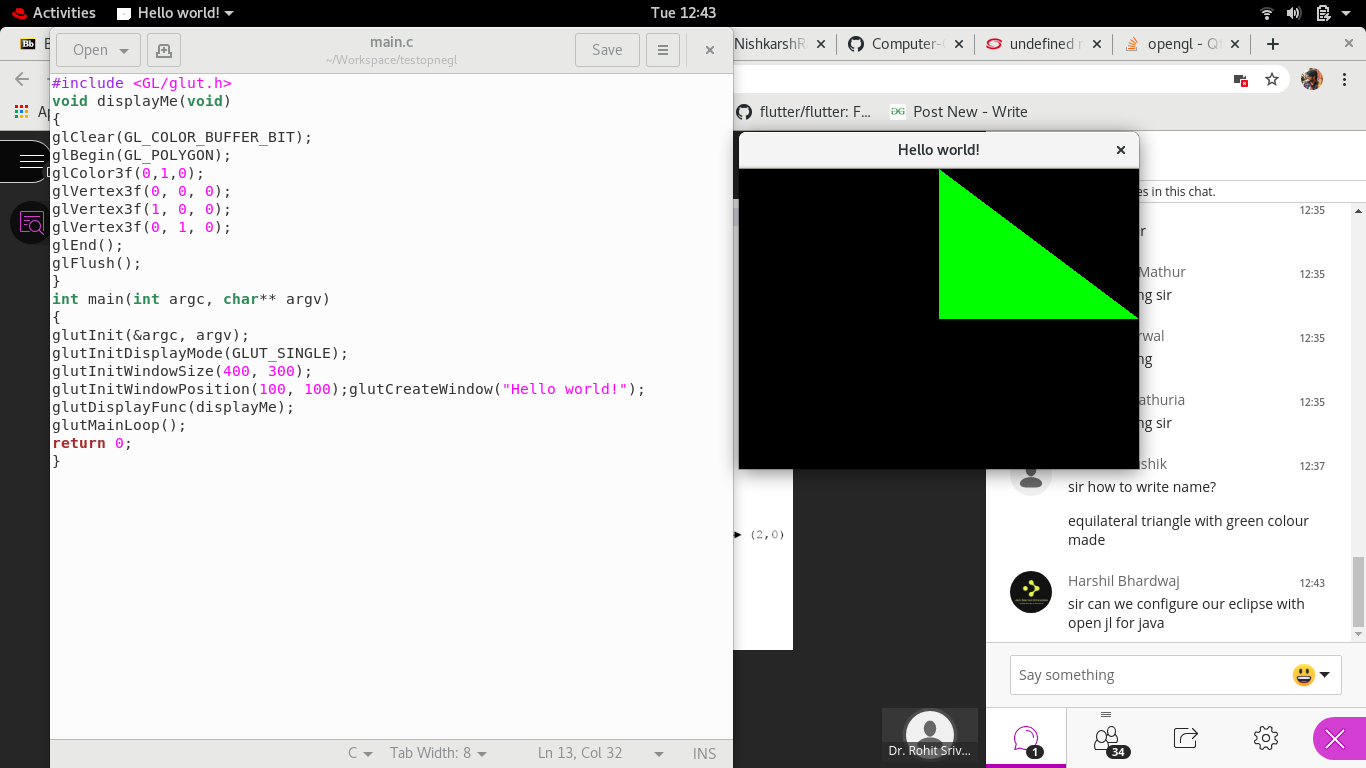 Activities
Hello world!
Tue 12:43
Bb
NishkarshR
Computer-
undefined r
opengl - Qt
flutter/flutter: F...
Post New - Write
Open
main.c
~/Workspace/testopnegl
Save
#include <GL/glut.h>
void displayMe(void)
{
glClear(GL_COLOR_BUFFER_BIT);
glBegin(GL_POLYGON);
glColor3f(0,1,0);
glVertex3f(0, 0, 0);
glVertex3f(1, 0, 0);
glVertex3f(0, 1, 0);
glEnd();
glFlush();
}
int main(int argc, char** argv)
{
glutInit(&argc, argv);
glutInitDisplayMode(GLUT_SINGLE);
glutInitWindowSize(400, 300);
glutInitWindowPosition(100, 100);glutCreateWindow("Hello world!");
glutDisplayFunc(displayMe);
glutMainLoop();
return 0;
}
C
Tab Width: 8
Ln 13, Col 32
INS
Hello world!
(2,0)
es in this chat.
12:35
r
Mathur
12:35
ng sir
rwal
12:35
ng
athuria
12:35
ng sir
shik
12:37
sir how to write name?
equilateral triangle with green colour
made
Harshil Bhardwaj
12:43
sir can we configure our eclipse with
open jl for java
Say something
Dr. Rohit Sriv...
1
34